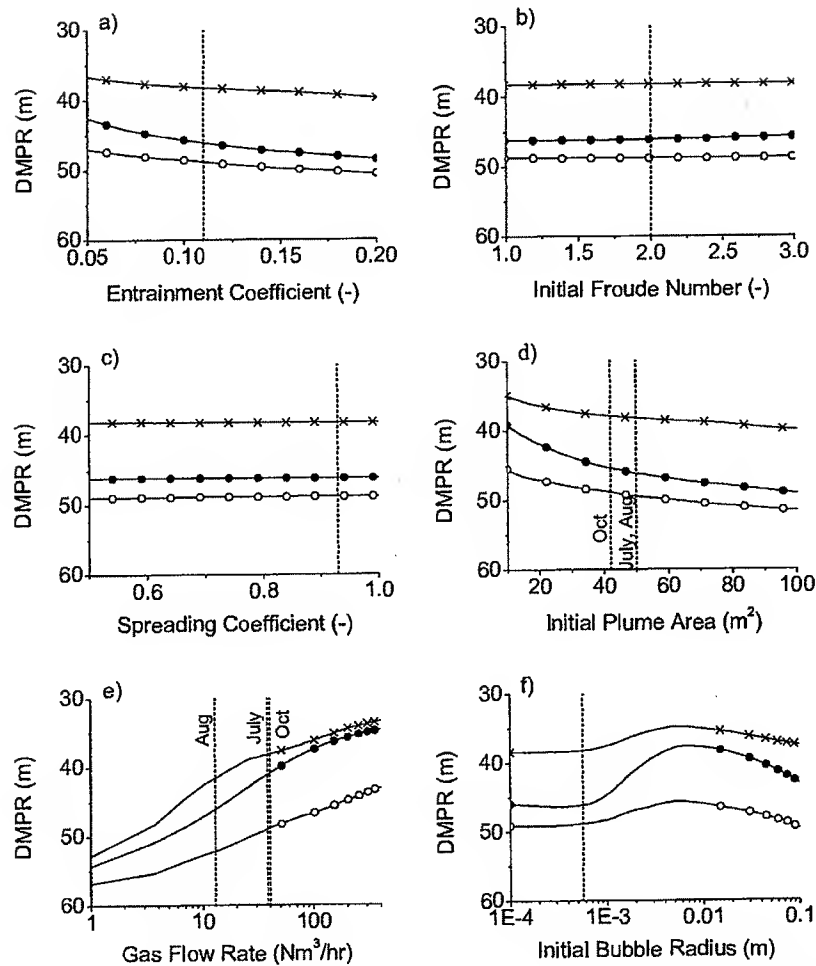 a)
30
40
50
60
DMPR (m)
0.05 0.10 0.15 0.20
Entrainment Coefficient (-)
b)
30
40
50
60
DMPR (m)
1.0 1.5 2.0 2.5 3.0
Initial Froude Number (-)
c)
30
40
50
60
DMPR (m)
0.6 0.8 1.0
Spreading Coefficient (-)
d)
30
40
50
60
DMPR (m)
Oct
July, Aug
20 40 60 80 100
Initial Plume Area (m²)
e)
30
40
50
60
DMPR (m)
Aug
July
Oct
1 10 100
Gas Flow Rate (Nm³/hr)
f)
30
40
50
60
DMPR (m)
1E-4 1E-3 0.01 0.1
Initial Bubble Radius (m)